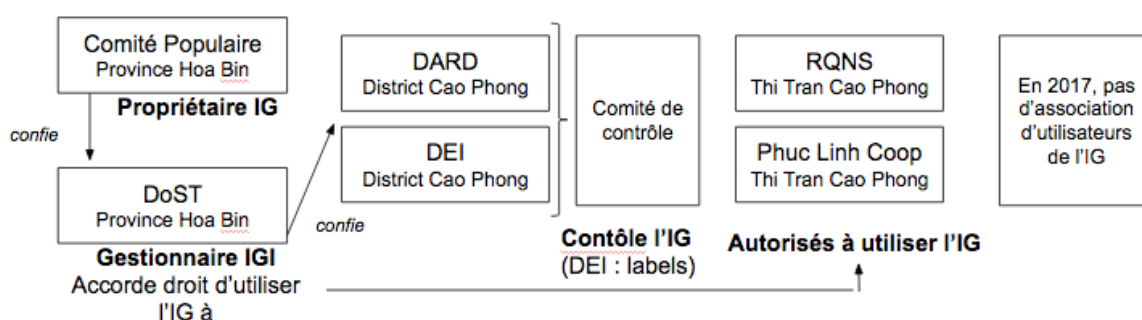 Comité Populaire
Province Hoa Bin
Propriétaire IG
confie
DoST
Province Hoa Bin
Gestionnaire IGI
Accorde droit d'utiliser
l'IG à
confie
DARD
District Cao Phong
DEI
District Cao Phong
Comité de
contrôle
Contôle l'IG
(DEI : labels)
RQNS
Thi Tran Cao Phong
Phuc Linh Coop
Thi Tran Cao Phong
Autorisés à utiliser l'IG
En 2017, pas
d'association
d'utilisateurs
de l'IG